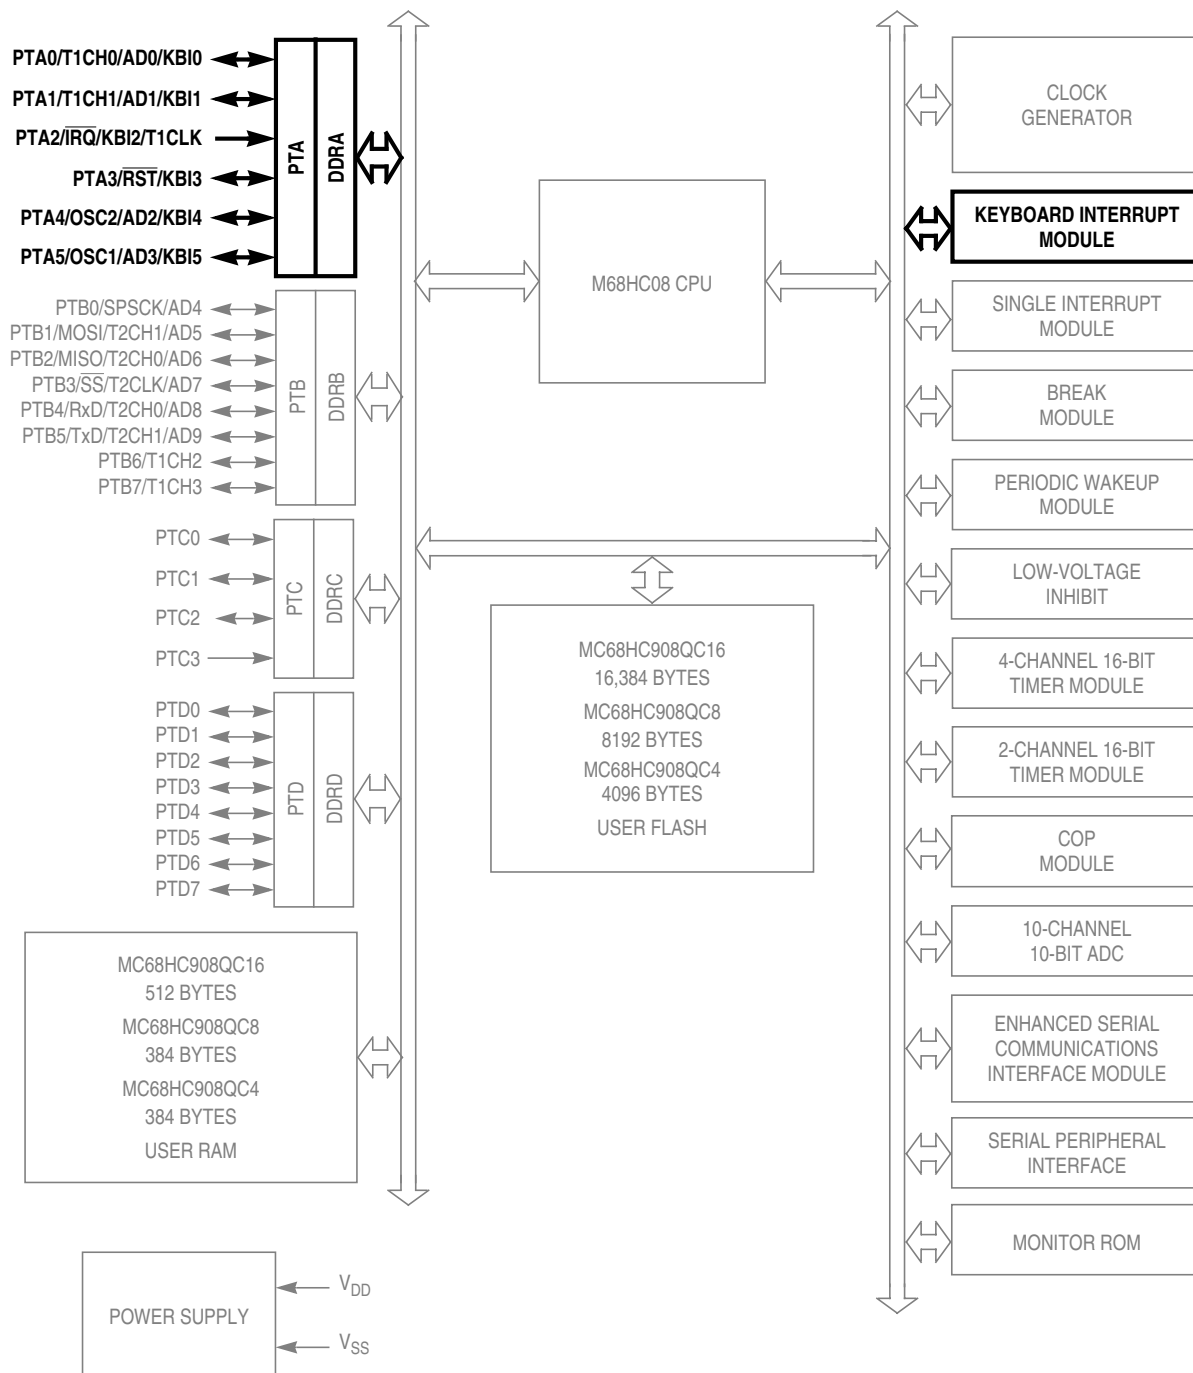 PTA0/T1CH0/AD0/KBI0
PTA1/T1CH1/AD1/KBI1
PTA2/IRQ/KBI2/T1CLK
PTA3/RST/KBI3
PTA4/OSC2/AD2/KBI4
PTA5/OSC1/AD3/KBI5
PTA
DDRA
PTB0/SPSCK/AD4
PTB1/MOSI/T2CH1/AD5
PTB2/MISO/T2CH0/AD6
PTB3/SS/T2CLK/AD7
PTB4/RxD/T2CH0/AD8
PTB5/TxD/T2CH1/AD9
PTB6/T1CH2
PTB7/T1CH3
PTB
DDRB
PTC0
PTC1
PTC2
PTC3
PTC
DDRC
PTD0
PTD1
PTD2
PTD3
PTD4
PTD5
PTD6
PTD7
PTD
DDRD
MC68HC908QC16
512 BYTES
MC68HC908QC8
384 BYTES
MC68HC908QC4
384 BYTES
USER RAM
POWER SUPPLY
VDD
VSS
M68HC08 CPU
MC68HC908QC16
16,384 BYTES
MC68HC908QC8
8192 BYTES
MC68HC908QC4
4096 BYTES
USER FLASH
CLOCK
GENERATOR
KEYBOARD INTERRUPT
MODULE
SINGLE INTERRUPT
MODULE
BREAK
MODULE
PERIODIC WAKEUP
MODULE
LOW-VOLTAGE
INHIBIT
4-CHANNEL 16-BIT
TIMER MODULE
2-CHANNEL 16-BIT
TIMER MODULE
COP
MODULE
10-CHANNEL
10-BIT ADC
ENHANCED SERIAL
COMMUNICATIONS
INTERFACE MODULE
SERIAL PERIPHERAL
INTERFACE
MONITOR ROM